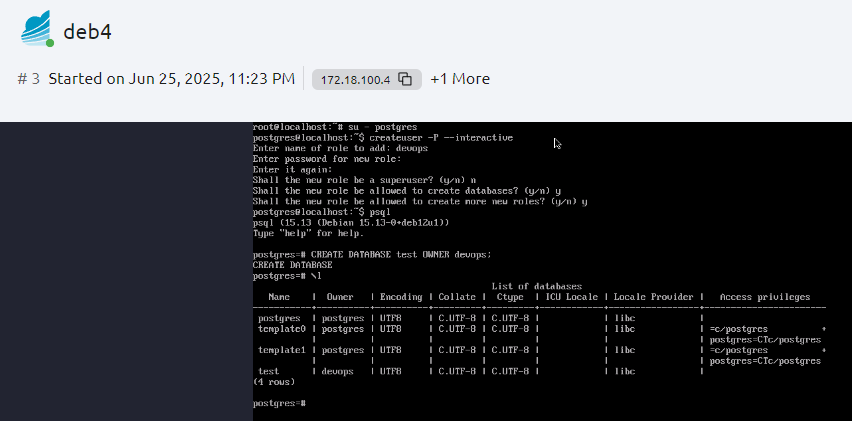 deb4
# 3 Started on Jun 25, 2025, 11:23 PM 172.18.100.4 +1 More
root@localhost:~# su - postgres
postgres@localhost:~$ createuser -P --interactive
Enter name of role to add: devops
Enter password for new role:
Enter it again:
Shall the new role be a superuser? (y/n) n
Shall the new role be allowed to create databases? (y/n) y
Shall the new role be allowed to create more new roles? (y/n) y
postgres@localhost:~$ psql
psql (15.13 (Debian 15.13-0+deb12u1))
Type "help" for help.
postgres=# CREATE DATABASE test OWNER devops;
CREATE DATABASE
postgres=# \l
List of databases
Name | Owner | Encoding | Collate | Ctype | ICU Locale | Locale Provider | Access privileges
-----------+----------+----------+---------+---------+------------+-----------------+-----------------------
postgres | postgres | UTF8 | C.UTF-8 | C.UTF-8 | | libc |
template0 | postgres | UTF8 | C.UTF-8 | C.UTF-8 | | libc | =c/postgres +
| | | | | | | postgres=CTc/postgres
template1 | postgres | UTF8 | C.UTF-8 | C.UTF-8 | | libc | =c/postgres +
| | | | | | | postgres=CTc/postgres
test | devops | UTF8 | C.UTF-8 | C.UTF-8 | | libc |
(4 rows)
postgres=#